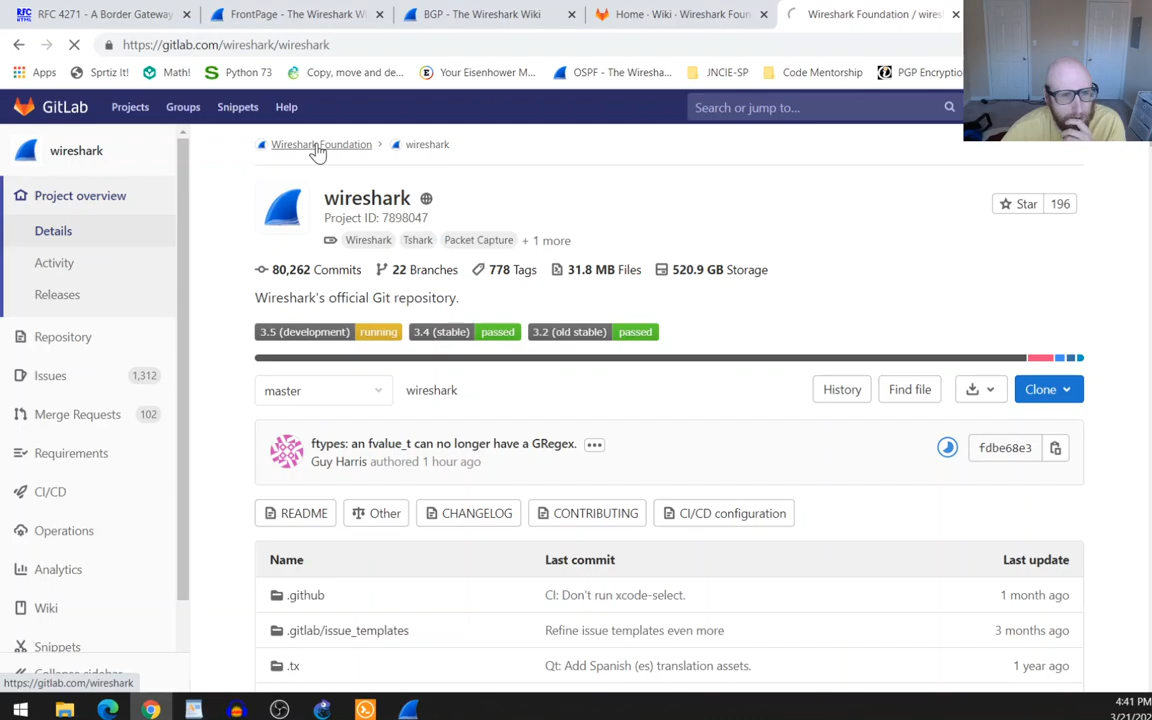 RFC 4271 - A Border Gateway
FrontPage - The Wireshark Wi
BGP - The Wireshark Wiki
Home · Wiki · Wireshark Foun
Wireshark Foundation / wires
https://gitlab.com/wireshark/wireshark
Apps
Sprtiz It!
Math!
Python 73
Copy, move and de...
Your Eisenhower M...
OSPF - The Wiresha...
JNCIE-SP
Code Mentorship
PGP Encryptio
GitLab
Projects
Groups
Snippets
Help
Search or jump to...
wireshark
Project overview
Details
Activity
Releases
Repository
Issues 1,312
Merge Requests 102
Requirements
CI/CD
Operations
Analytics
Wiki
Snippets
Collapse sidebar
https://gitlab.com/wireshark
Wireshark Foundation > wireshark
wireshark
Project ID: 7898047
Wireshark Tshark Packet Capture + 1 more
Star 196
80,262 Commits 22 Branches 778 Tags 31.8 MB Files 520.9 GB Storage
Wireshark's official Git repository.
3.5 (development) running 3.4 (stable) passed 3.2 (old stable) passed
master
wireshark
History
Find file
Clone
ftypes: an fvalue_t can no longer have a GRegex.
Guy Harris authored 1 hour ago
fdbe68e3
README
Other
CHANGELOG
CONTRIBUTING
CI/CD configuration
Name Last commit Last update
.github CI: Don't run xcode-select. 1 month ago
.gitlab/issue_templates Refine issue templates even more 3 months ago
.tx Qt: Add Spanish (es) translation assets. 1 year ago
4:41 PM